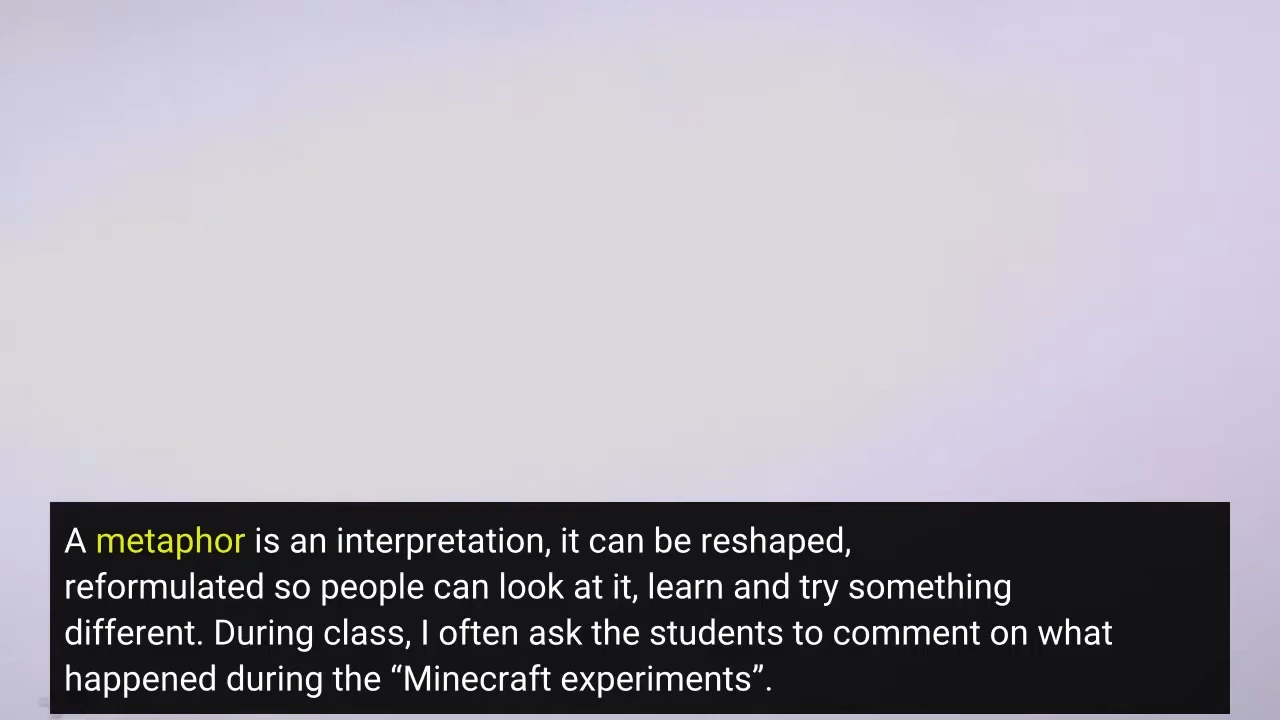 A metaphor is an interpretation, it can be reshaped,
reformulated so people can look at it, learn and try something
different. During class, I often ask the students to comment on what
happened during the “Minecraft experiments”.